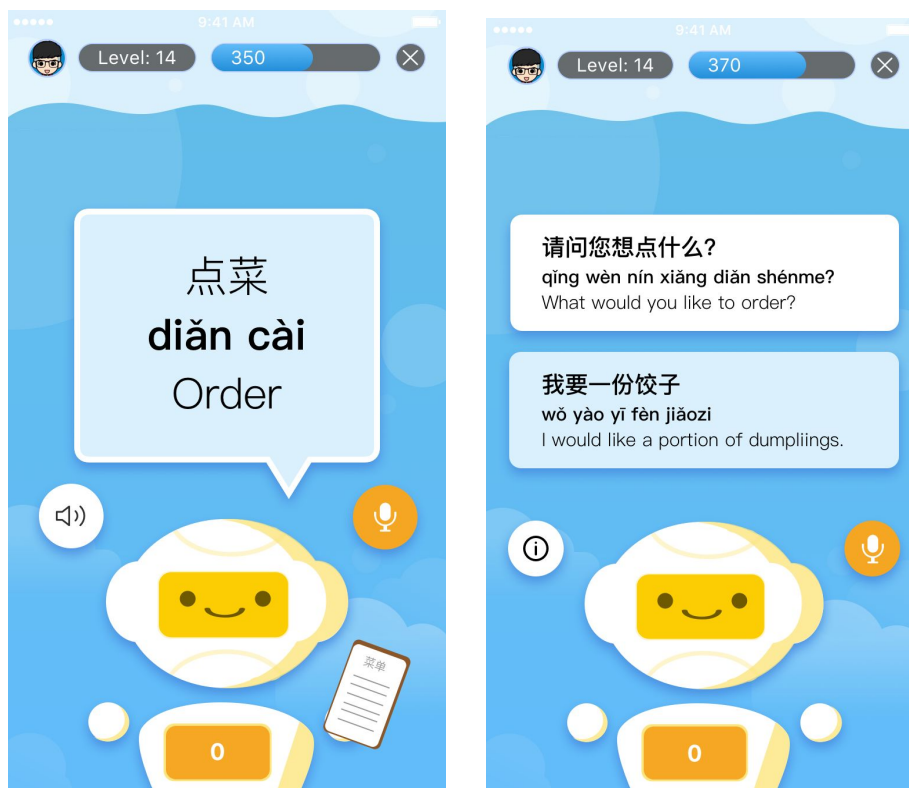 9:41 AM
Level: 14
350
点菜
diǎn cài
Order
菜单
0
9:41 AM
Level: 14
370
请问您想点什么?
qǐng wèn nín xiǎng diǎn shénme?
What would you like to order?
我要一份饺子
wǒ yào yī fèn jiǎozi
I would like a portion of dumpliings.
0